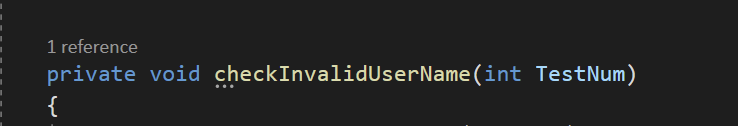 1 reference
private void checkInvalidUserName(int TestNum)
{